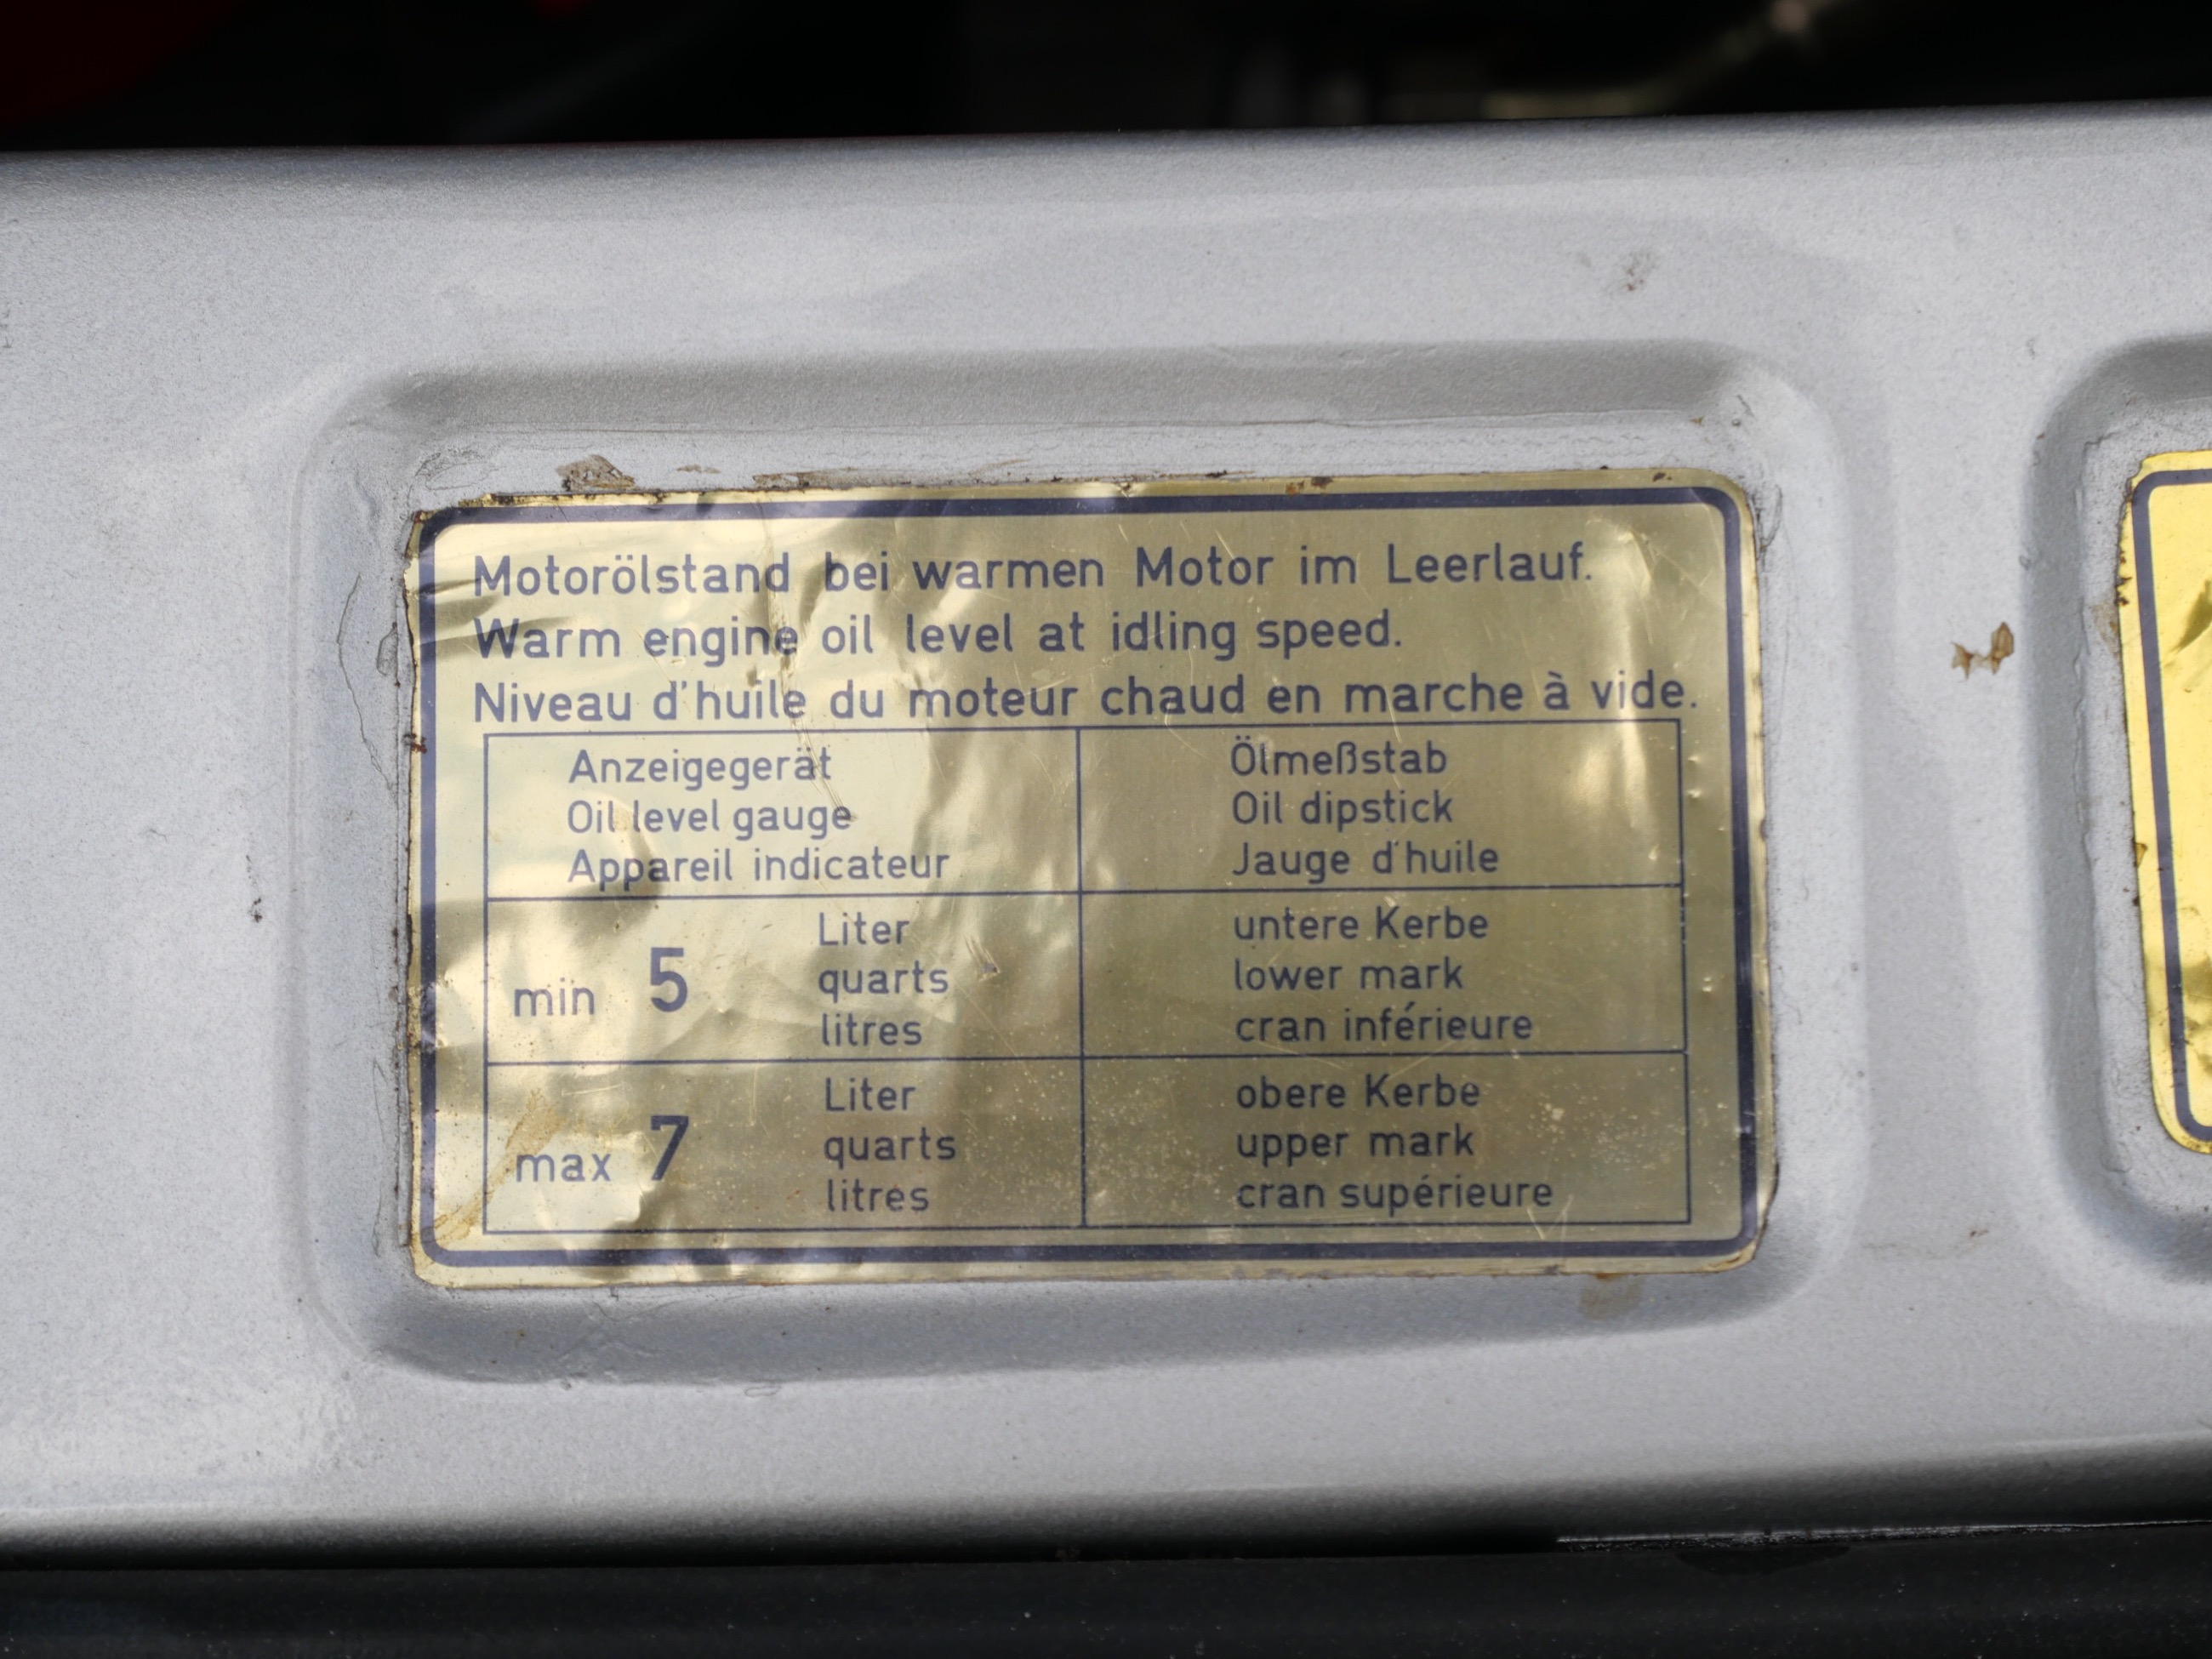 Motorölstand bei warmen Motor im Leerlauf.
Warm engine oil level at idling speed.
Niveau d'huile du moteur chaud en marche à vide.
Anzeigegerät
Oil level gauge
Appareil indicateur
Ölmeßstab
Oil dipstick
Jauge d'huile
min 5
Liter
quarts
litres
untere Kerbe
lower mark
cran inférieure
max 7
Liter
quarts
litres
obere Kerbe
upper mark
cran supérieure